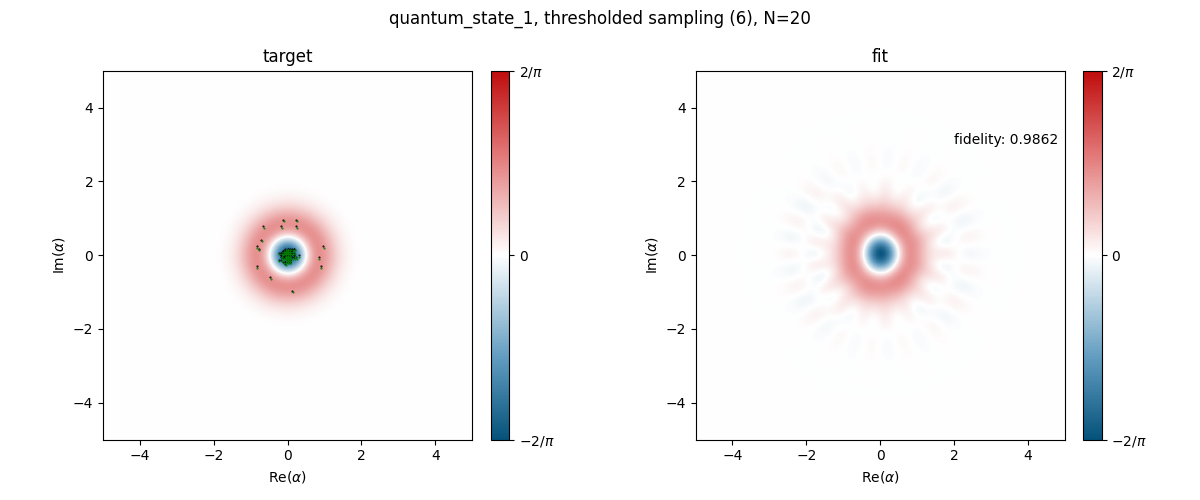 quantum_state_1, thresholded sampling (6), N=20
target
fit
4
2
0
−2
−4
Im(α)
−4
−2
0
2
4
Re(α)
2/π
0
−2/π
fidelity: 0.9862
4
2
0
−2
−4
Im(α)
−4
−2
0
2
4
Re(α)
2/π
0
−2/π